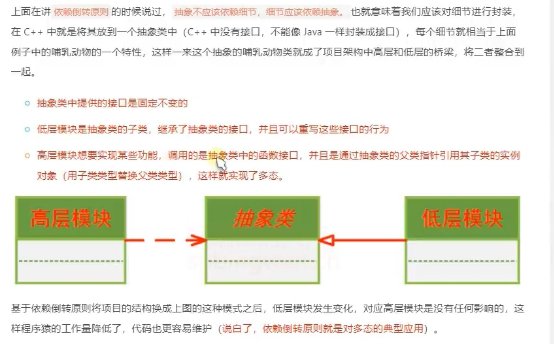 上面在讲 依赖倒转原则 的时候说过，抽象不应该依赖细节，细节应该依赖抽象。也就意味着我们应该对细节进行封装，
在 C++ 中就是将其放到一个抽象类中（C++ 中没有接口，不能像 Java 一样封装成接口），每个细节就相当于上面
例子中的哺乳动物的一个特性，这样一来这个抽象的哺乳动物类就成了项目架构中高层和低层的桥梁，将二者整合到
一起。
抽象类中提供的接口是固定不变的
低层模块是抽象类的子类，继承了抽象类的接口，并且可以重写这些接口的行为
高层模块想要实现某些功能，调用的是抽象类中的函数接口，并且是通过抽象类的父类指针引用其子类的实例
对象（用子类类型替换父类类型），这样就实现了多态。
高层模块 抽象类 低层模块
基于依赖倒转原则将项目的结构换成上图的这种模式之后，低层模块发生变化，对应高层模块是没有任何影响的，这
样程序猿的工作量降低了，代码也更容易维护（说白了，依赖倒转原则就是对多态的典型应用）。